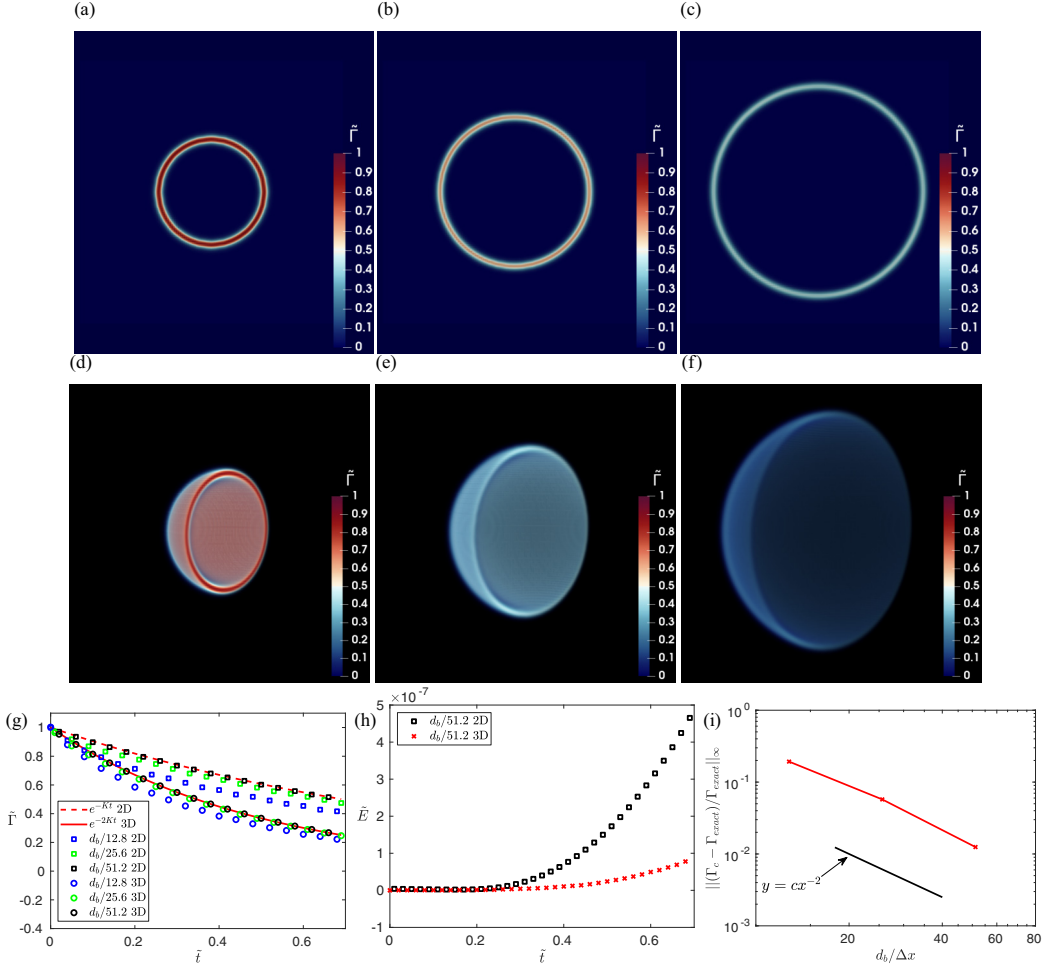 (a)
(b)
(c)
Γ̃
1
0.9
0.8
0.7
0.6
0.5
0.4
0.3
0.2
0.1
0
Γ̃
1
0.9
0.8
0.7
0.6
0.5
0.4
0.3
0.2
0.1
0
Γ̃
1
0.9
0.8
0.7
0.6
0.5
0.4
0.3
0.2
0.1
0
(d)
(e)
(f)
Γ̃
1
0.9
0.8
0.7
0.6
0.5
0.4
0.3
0.2
0.1
0
Γ̃
1
0.9
0.8
0.7
0.6
0.5
0.4
0.3
0.2
0.1
0
Γ̃
1
0.9
0.8
0.7
0.6
0.5
0.4
0.3
0.2
0.1
0
(g)
1
0.8
0.6
0.4
0.2
0
-0.2
-0.4
Γ̃
e^{-Kt} 2D
e^{-2Kt} 3D
d_b/12.8 2D
d_b/25.6 2D
d_b/51.2 2D
d_b/12.8 3D
d_b/25.6 3D
d_b/51.2 3D
0 0.2 0.4 0.6
t̃
(h)
×10^{-7}
5
4
3
2
1
0
-1
Ẽ
d_b/51.2 2D
d_b/51.2 3D
0 0.2 0.4 0.6
t̃
(i)
10^0
10^{-1}
10^{-2}
10^{-3}
||(Γ_c − Γ_{exact})/Γ_{exact}||_∞
y = cx^{−2}
20 40 60 80
d_b/Δx